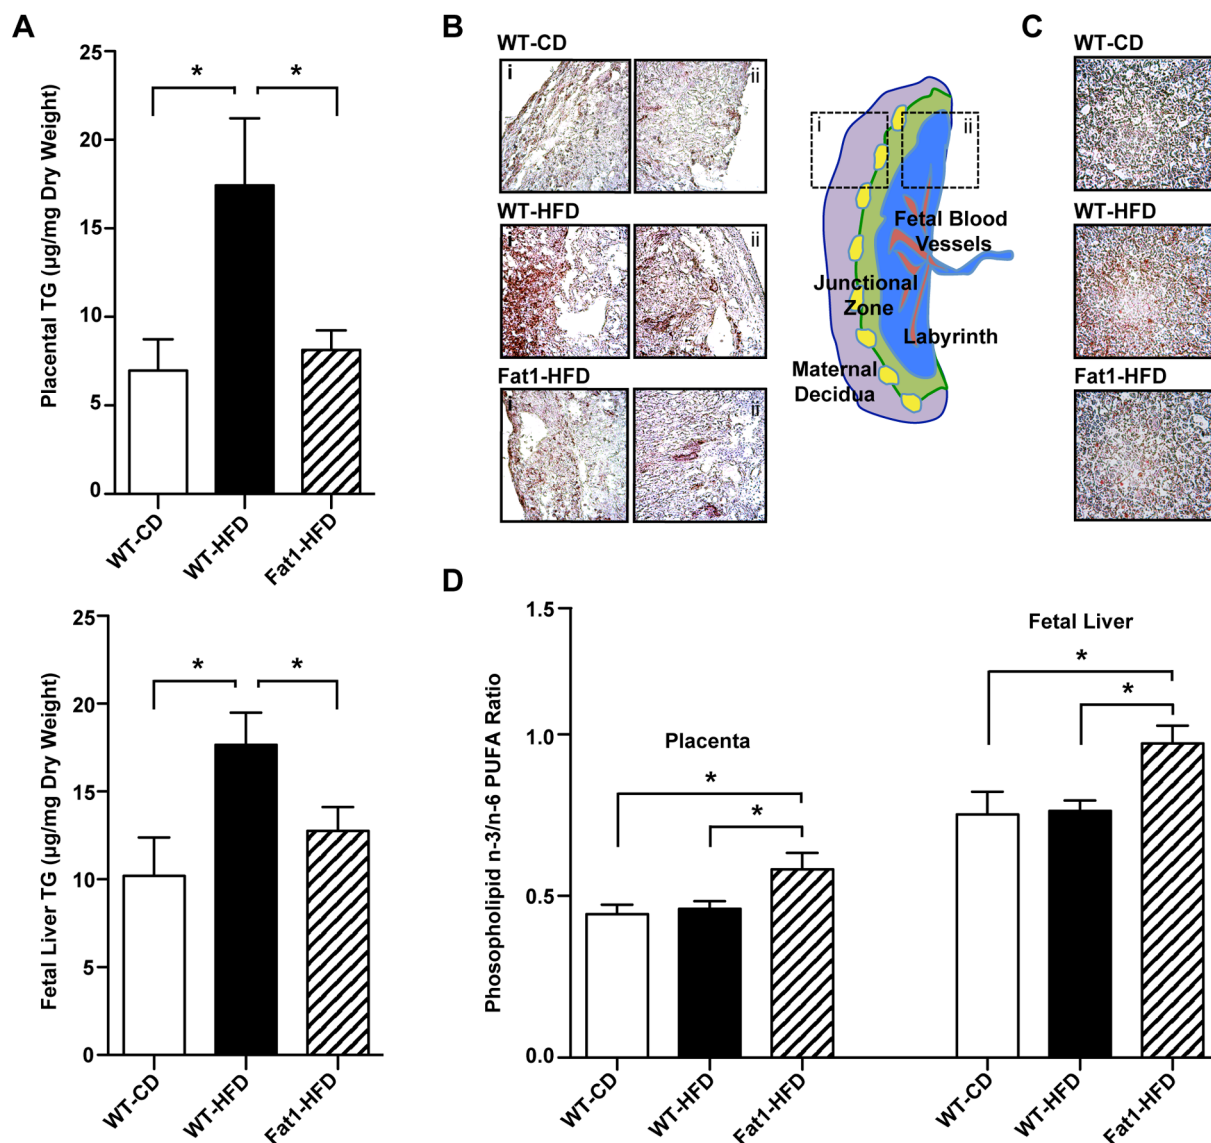 A
Placental TG (µg/mg Dry Weight)
25
20
15
10
5
0
*
*
WT-CD
WT-HFD
Fat1-HFD
Fetal Liver TG (µg/mg Dry Weight)
25
20
15
10
5
0
*
*
WT-CD
WT-HFD
Fat1-HFD
B
WT-CD
i
ii
WT-HFD
i
ii
Fat1-HFD
i
ii
i
ii
Fetal Blood
Vessels
Junctional
Zone
Labyrinth
Maternal
Decidua
C
WT-CD
WT-HFD
Fat1-HFD
D
Phosopholipid n-3/n-6 PUFA Ratio
1.5
1.0
0.5
0.0
Placenta
*
*
Fetal Liver
*
*
WT-CD
WT-HFD
Fat1-HFD
WT-CD
WT-HFD
Fat1-HFD